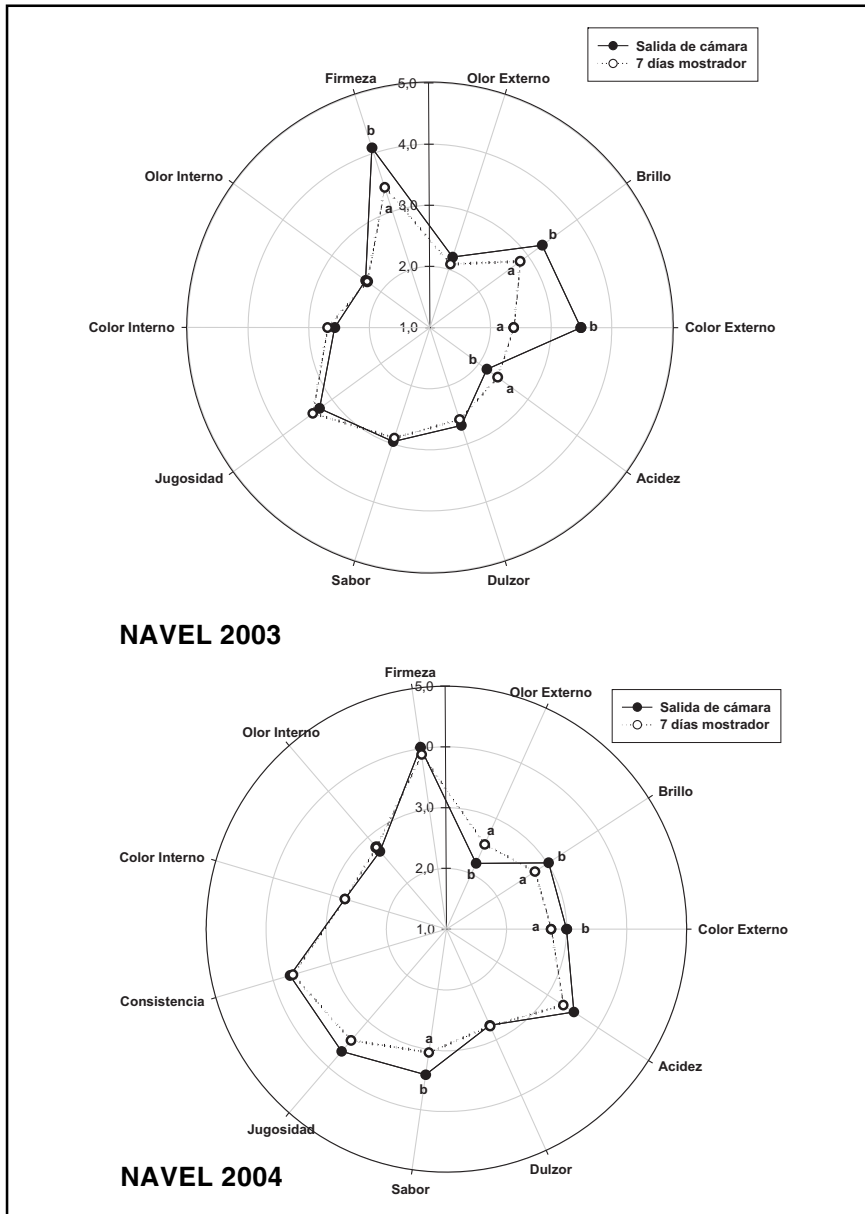 Salida de cámara
7 días mostrador
5,0
Firmeza
Olor Externo
b
4,0
Olor Interno
Brillo
3,0
a
b
2,0
a
Color Interno
1,0
a
b
Color Externo
b
a
Jugosidad
Acidez
Sabor
Dulzor
NAVEL 2003
Firmeza
5,0
Olor Externo
Salida de cámara
7 días mostrador
Olor Interno
Brillo
3,0
a
Color Interno
2,0
b
b
a
1,0
a
b
Color Externo
Consistencia
a
Acidez
b
Jugosidad
Dulzor
NAVEL 2004
Sabor